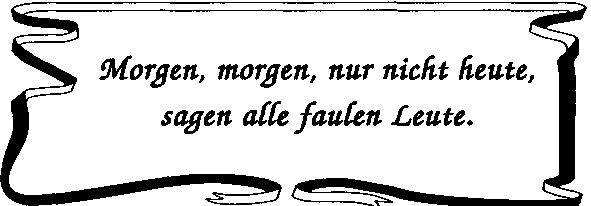 Morgen, morgen, nur nicht heute,
sagen alle faulen Leute.